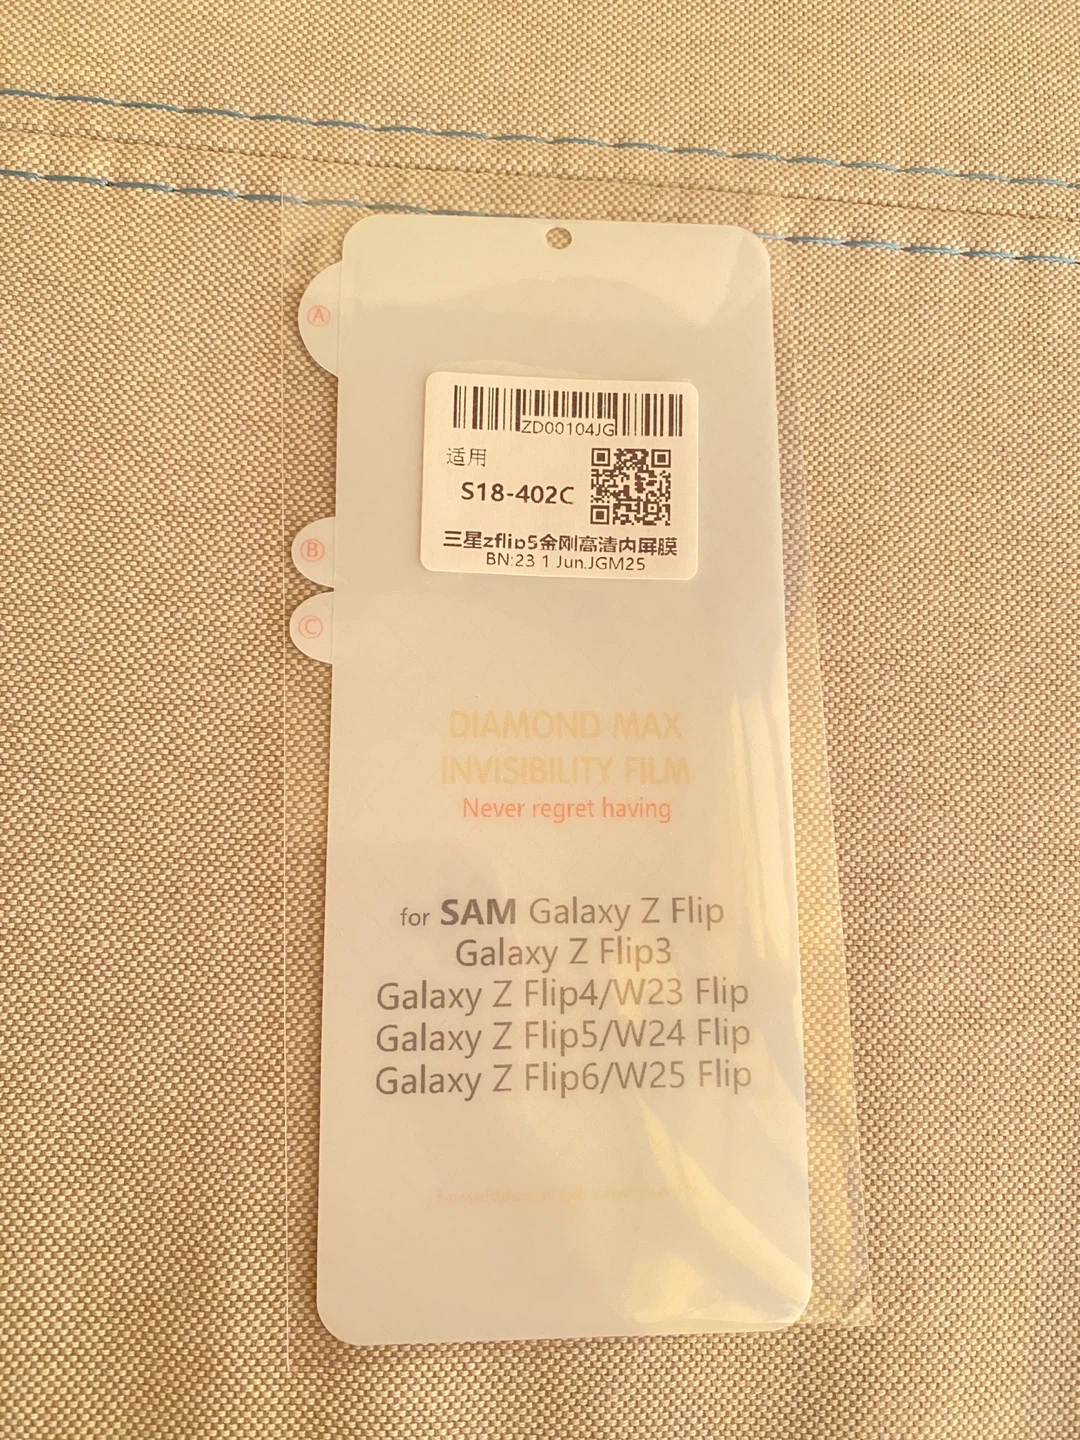 Ⓐ
ZD00104JG
适用
S18-402C
三星zflip5金刚高清内屏膜
BN:23 1 Jun.JGM25
Ⓑ
Ⓒ
DIAMOND MAX
INVISIBILITY FILM
Never regret having
for SAM Galaxy Z Flip
Galaxy Z Flip3
Galaxy Z Flip4/W23 Flip
Galaxy Z Flip5/W24 Flip
Galaxy Z Flip6/W25 Flip